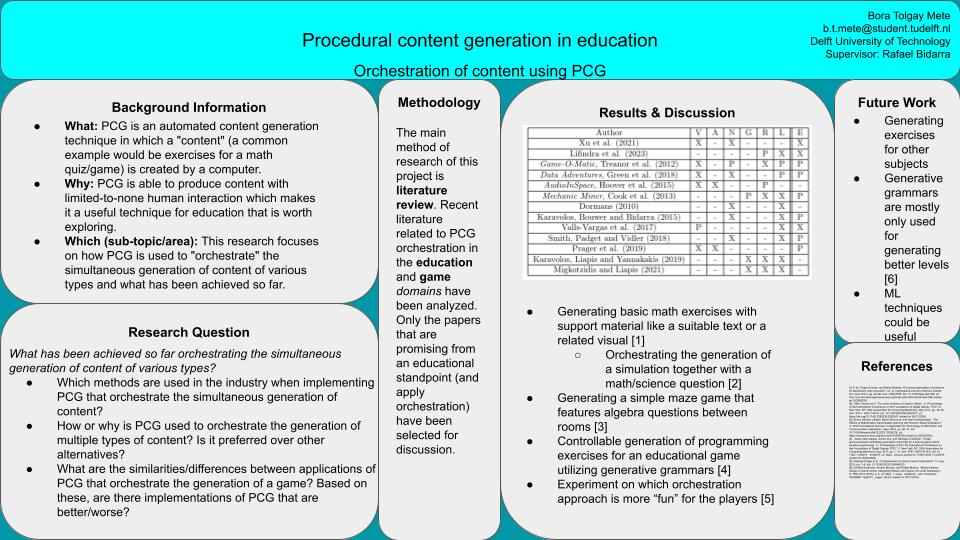 Procedural content generation in education
Orchestration of content using PCG
Bora Tolgay Mete
b.t.mete@student.tudelft.nl
Delft University of Technology
Supervisor: Rafael Bidarra
Background Information
● What: PCG is an automated content generation
technique in which a "content" (a common
example would be exercises for a math
quiz/game) is created by a computer.
● Why: PCG is able to produce content with
limited-to-none human interaction which makes
it a useful technique for education that is worth
exploring.
● Which (sub-topic/area): This research focuses
on how PCG is used to "orchestrate" the
simultaneous generation of content of various
types and what has been achieved so far.
Research Question
What has been achieved so far orchestrating the simultaneous
generation of content of various types?
● Which methods are used in the industry when implementing
PCG that orchestrate the simultaneous generation of
content?
● How or why is PCG used to orchestrate the generation of
multiple types of content? Is it preferred over other
alternatives?
● What are the similarities/differences between applications of
PCG that orchestrate the generation of a game? Based on
these, are there implementations of PCG that are
better/worse?
Methodology
The main
method of
research of this
project is
literature
review. Recent
literature
related to PCG
orchestration in
the education
and game
domains have
been analyzed.
Only the papers
that are
promising from
an educational
standpoint (and
apply
orchestration)
have been
selected for
discussion.
Results & Discussion
Author V A N G R L E
Xu et al. (2021) X - X - - - X
Lifindra et al. (2023) - - - - P X X
Game-O-Matic, Treanor et al. (2012) X - P - X P P
Data Adventures, Green et al. (2018) X - X - - P P
AudioInSpace, Hoover et al. (2015) X X - - P - -
Mechanic Miner, Cook et al. (2013) - - - P X X P
Dormans (2010) - - X - - X -
Karavolos, Bouwer and Bidarra (2015) - - X - - X P
Valls-Vargas et al. (2017) P - - - - X P
Smith, Padget and Vidler (2018) - - X - - X P
Prager et al. (2019) X X - - - - P
Karavolos, Liapis and Yannakakis (2019) - - - X X X -
Migkotzidis and Liapis (2021) - - - X X X -
● Generating basic math exercises with
support material like a suitable text or a
related visual [1]
○ Orchestrating the generation of
a simulation together with a
math/science question [2]
● Generating a simple maze game that
features algebra questions between
rooms [3]
● Controllable generation of programming
exercises for an educational game
utilizing generative grammars [4]
● Experiment on which orchestration
approach is more “fun” for the players [5]
Future Work
● Generating
exercises
for other
subjects
● Generative
grammars
are mostly
only used
for
generating
better levels
[6]
● ML
techniques
could be
useful
References